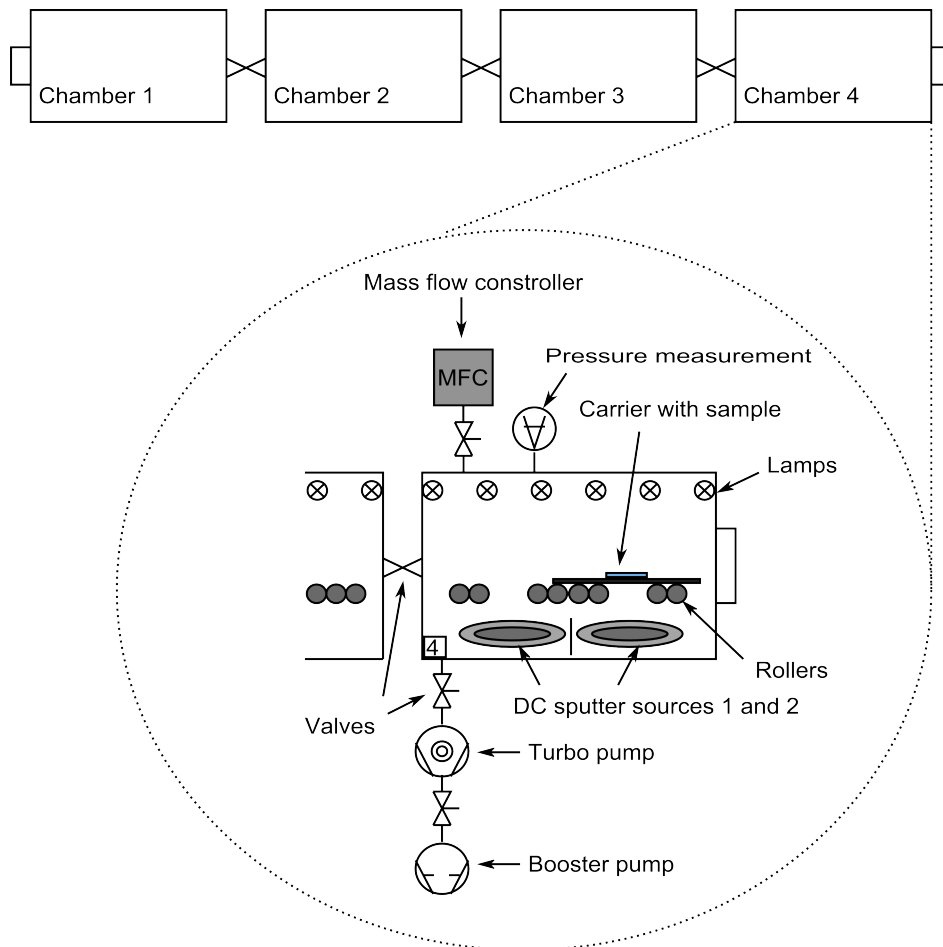 Chamber 1
Chamber 2
Chamber 3
Chamber 4
Mass flow constroller
Pressure measurement
MFC
Carrier with sample
Lamps
4
Rollers
DC sputter sources 1 and 2
Valves
Turbo pump
Booster pump